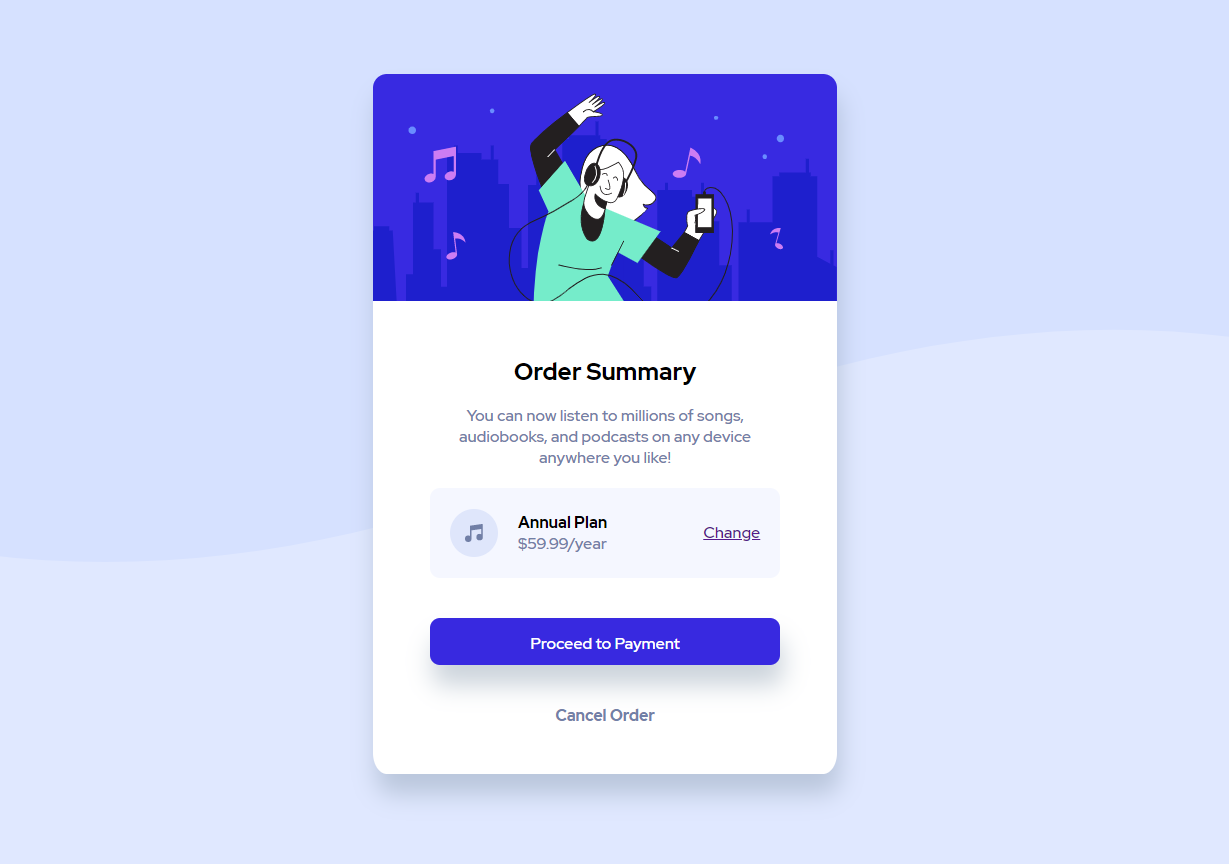 Order Summary
You can now listen to millions of songs,
audiobooks, and podcasts on any device
anywhere you like!
Annual Plan
$59.99/year
Change
Proceed to Payment
Cancel Order